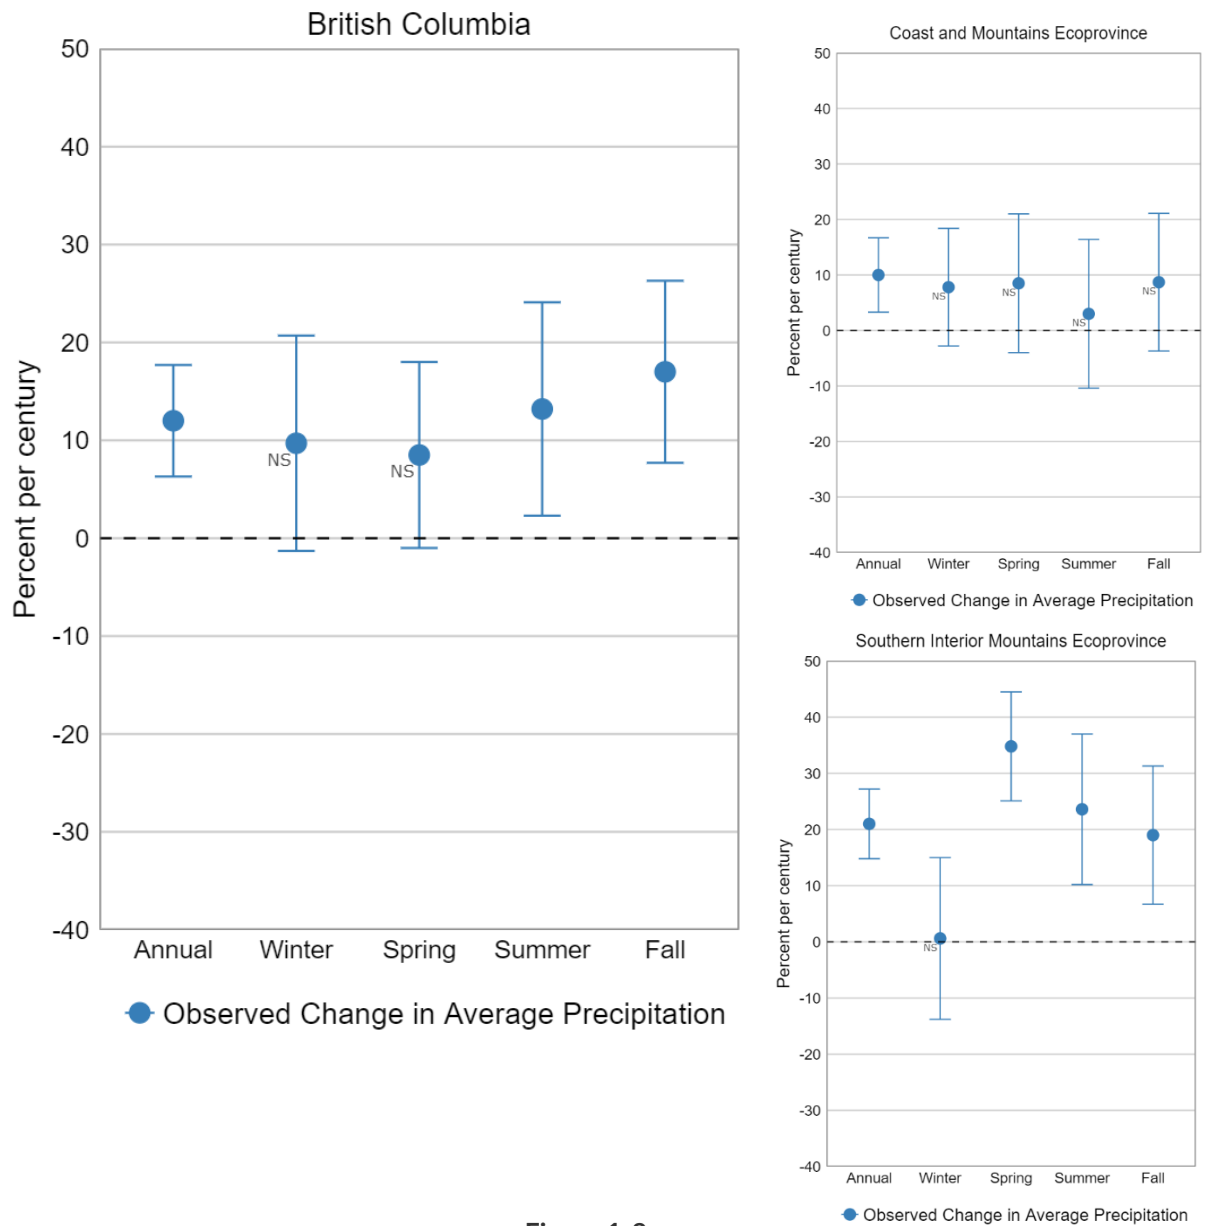 British Columbia
50
40
30
20
10
0
-10
-20
-30
-40
Percent per century
NS
NS
Annual Winter Spring Summer Fall
Observed Change in Average Precipitation
Coast and Mountains Ecoprovince
50
40
30
20
10
0
-10
-20
-30
-40
Percent per century
NS
NS
NS
NS
Annual Winter Spring Summer Fall
Observed Change in Average Precipitation
Southern Interior Mountains Ecoprovince
50
40
30
20
10
0
-10
-20
-30
-40
Percent per century
NS
Annual Winter Spring Summer Fall
Observed Change in Average Precipitation